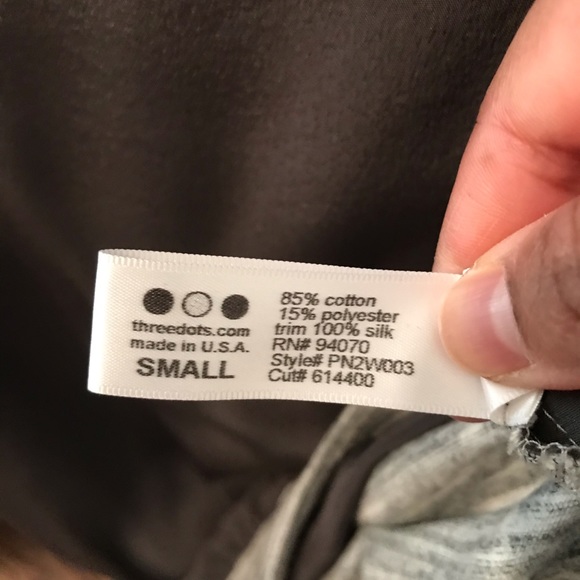 threedots.com
made in U.S.A.
SMALL
85% cotton
15% polyester
trim 100% silk
RN# 94070
Style# PN2W003
Cut# 614400